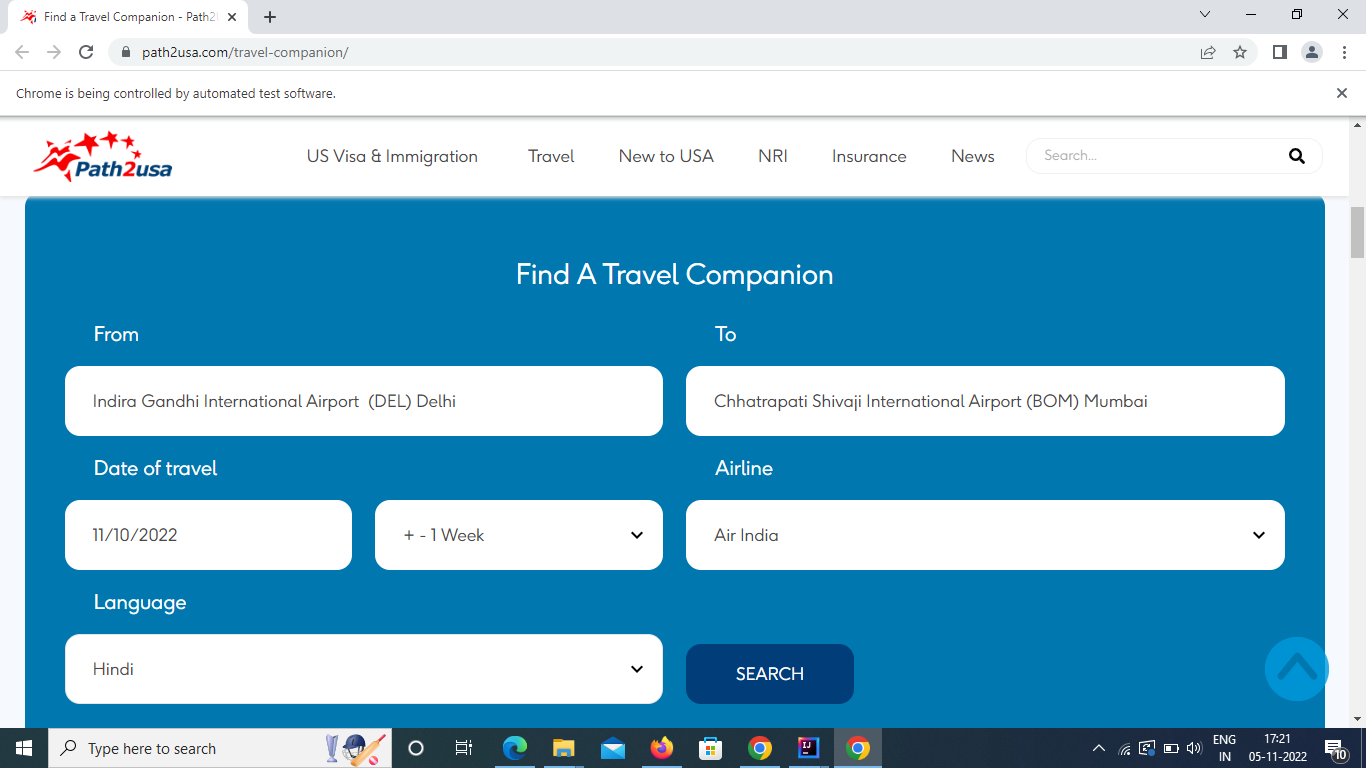 Find a Travel Companion - Path2U
path2usa.com/travel-companion/
Chrome is being controlled by automated test software.
Path2usa
US Visa & Immigration
Travel
New to USA
NRI
Insurance
News
Search...
Find A Travel Companion
From
To
Indira Gandhi International Airport (DEL) Delhi
Chhatrapati Shivaji International Airport (BOM) Mumbai
Date of travel
Airline
11/10/2022
+ - 1 Week
Air India
Language
Hindi
SEARCH
Type here to search
IJ
ENG
IN
17:21
05-11-2022
10